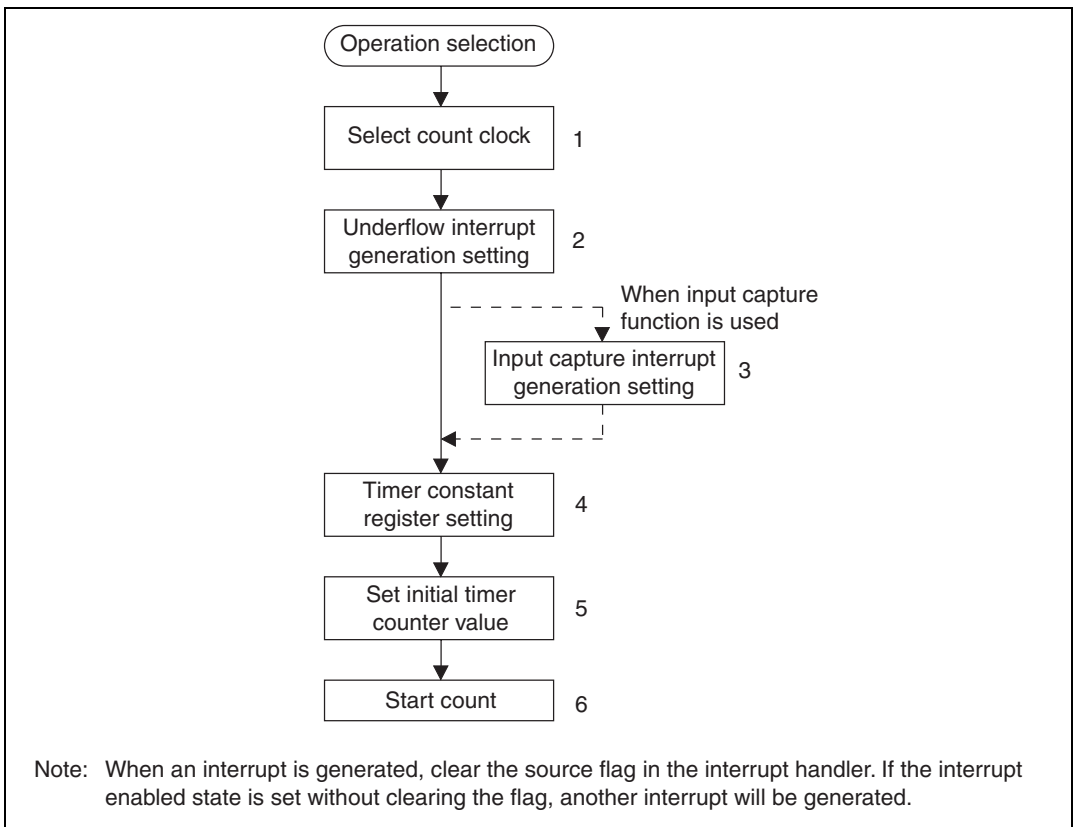 Operation selection
Select count clock
1
Underflow interrupt
generation setting
2
When input capture
function is used
Input capture interrupt
generation setting
3
Timer constant
register setting
4
Set initial timer
counter value
5
Start count
6
Note: When an interrupt is generated, clear the source flag in the interrupt handler. If the interrupt
enabled state is set without clearing the flag, another interrupt will be generated.